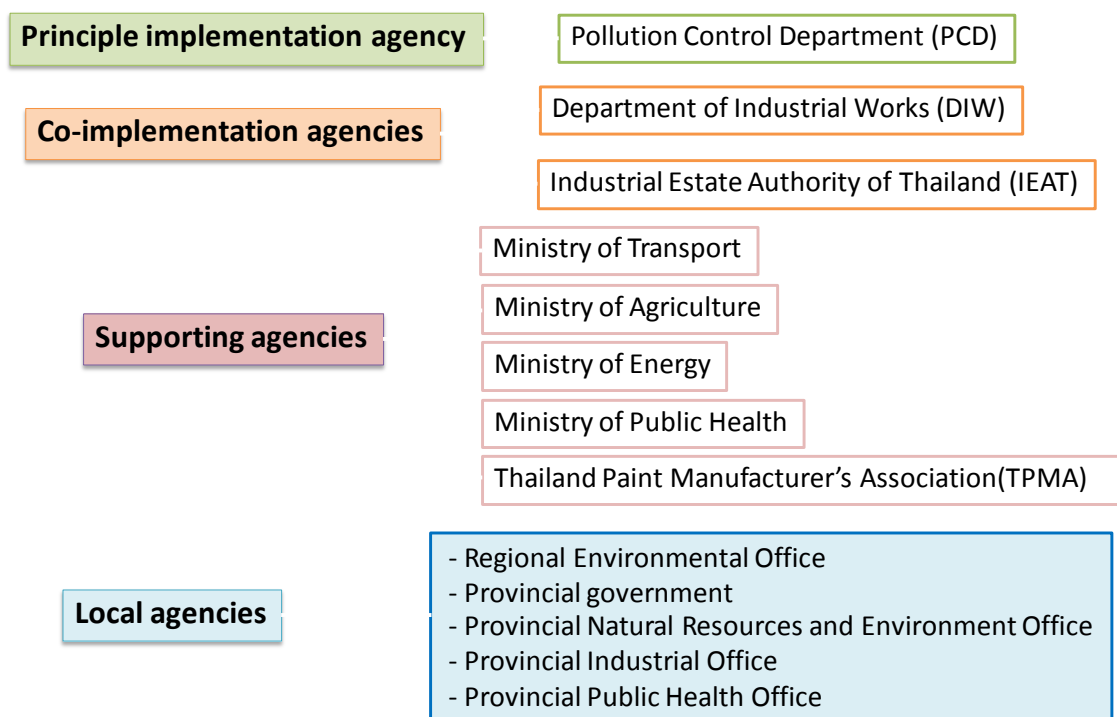 Principle implementation agency
Pollution Control Department (PCD)
Co-implementation agencies
Department of Industrial Works (DIW)
Industrial Estate Authority of Thailand (IEAT)
Supporting agencies
Ministry of Transport
Ministry of Agriculture
Ministry of Energy
Ministry of Public Health
Thailand Paint Manufacturer’s Association(TPMA)
Local agencies
- Regional Environmental Office
- Provincial government
- Provincial Natural Resources and Environment Office
- Provincial Industrial Office
- Provincial Public Health Office